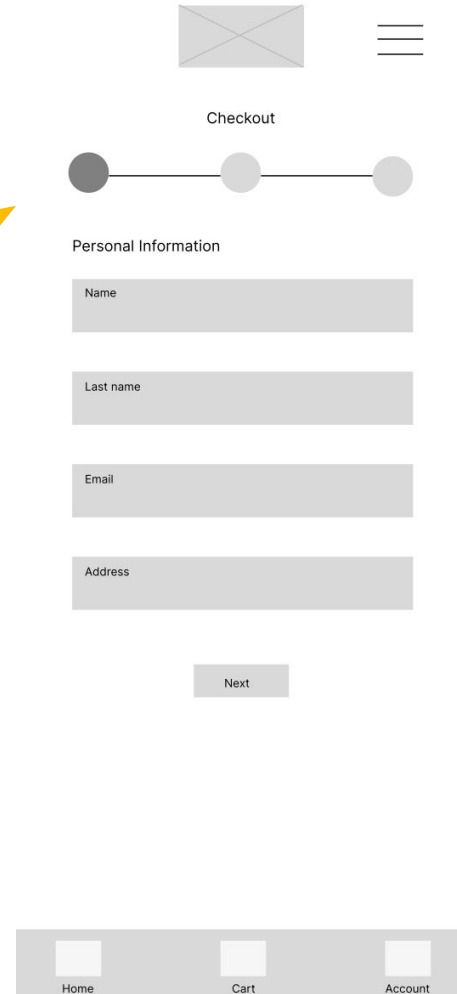 Checkout
Personal Information
Name
Last name
Email
Address
Next
Home Cart Account